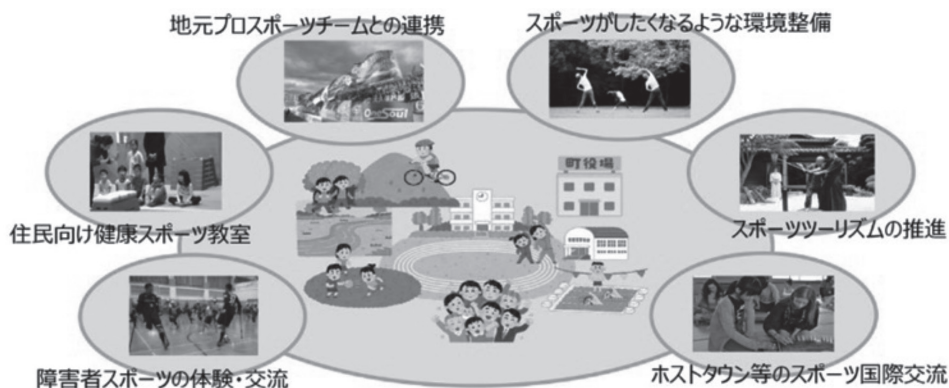 地元プロスポーツチームとの連携
スポーツがしたくなるような環境整備
住民向け健康スポーツ教室
町役場
スポーツツーリズムの推進
障害者スポーツの体験・交流
ホストタウン等のスポーツ国際交流